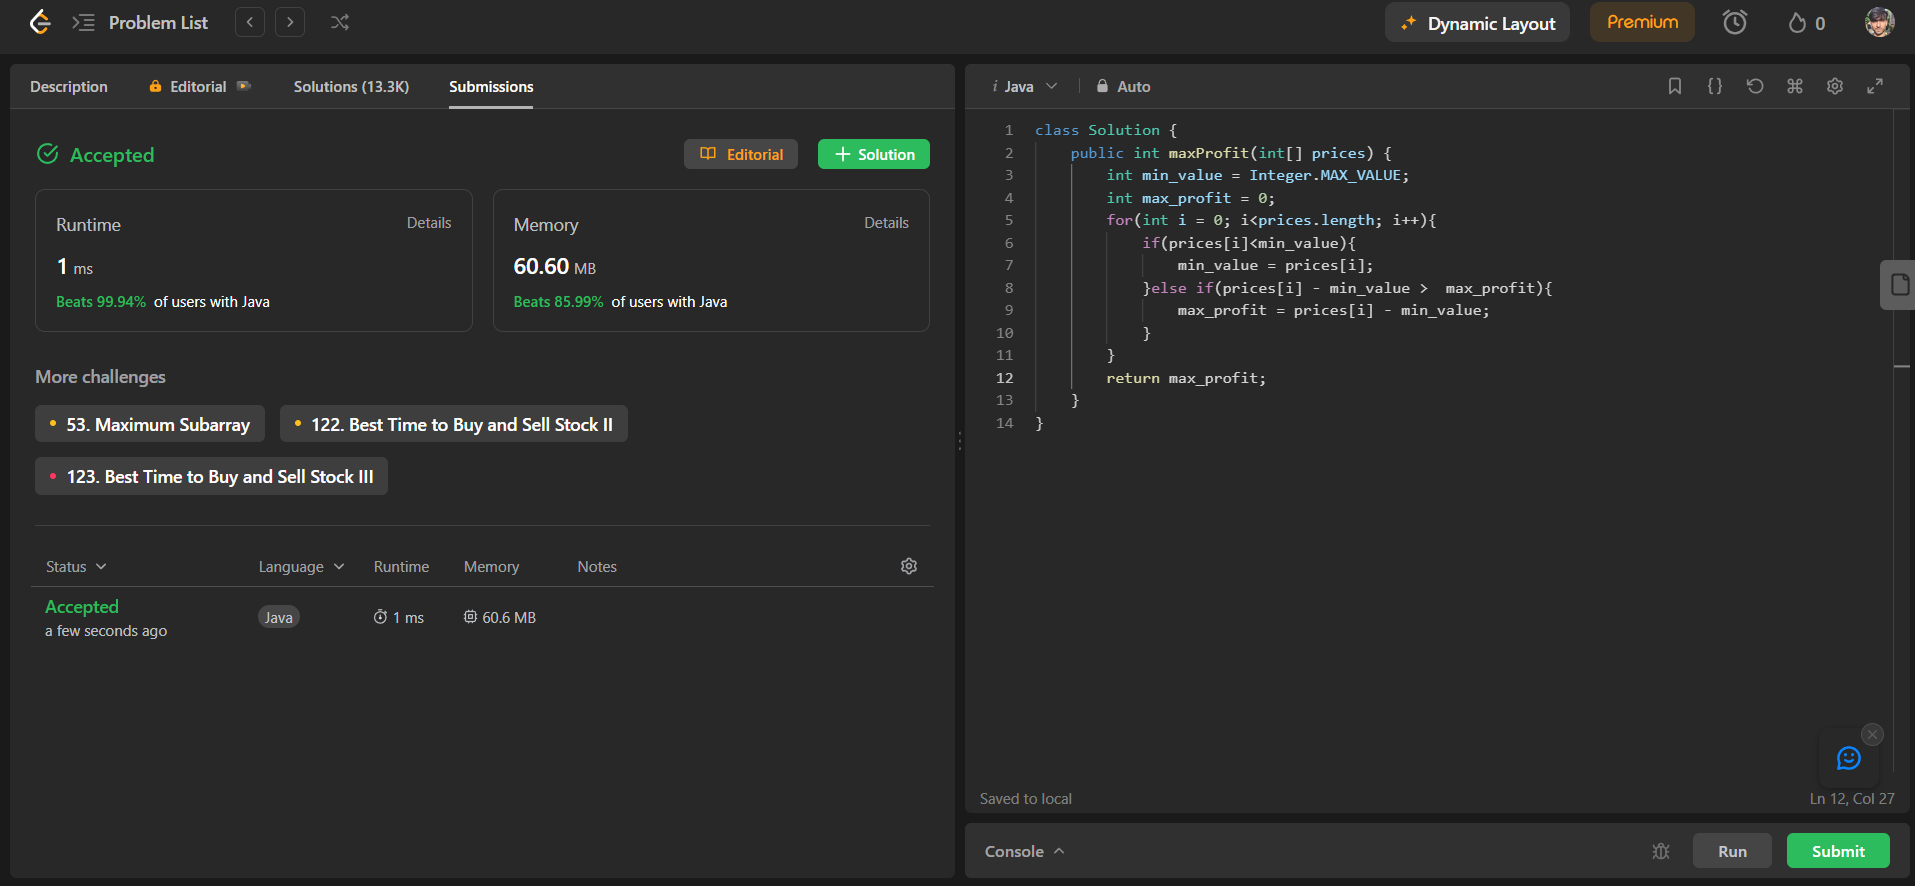 Problem List
Dynamic Layout
Premium
0
Description
Editorial
Solutions (13.3K)
Submissions
Accepted
Editorial
Solution
Runtime
Details
1 ms
Beats 99.94% of users with Java
Memory
Details
60.60 MB
Beats 85.99% of users with Java
More challenges
53. Maximum Subarray
122. Best Time to Buy and Sell Stock II
123. Best Time to Buy and Sell Stock III
Status Language Runtime Memory Notes
Accepted
a few seconds ago
Java
1 ms
60.6 MB
i Java
Auto
1 class Solution {
2     public int maxProfit(int[] prices) {
3         int min_value = Integer.MAX_VALUE;
4         int max_profit = 0;
5         for(int i = 0; i<prices.length; i++){
6             if(prices[i]<min_value){
7                 min_value = prices[i];
8             }else if(prices[i] - min_value >  max_profit){
9                 max_profit = prices[i] - min_value;
10             }
11         }
12         return max_profit;
13     }
14 }
Saved to local
Ln 12, Col 27
Console
Run
Submit